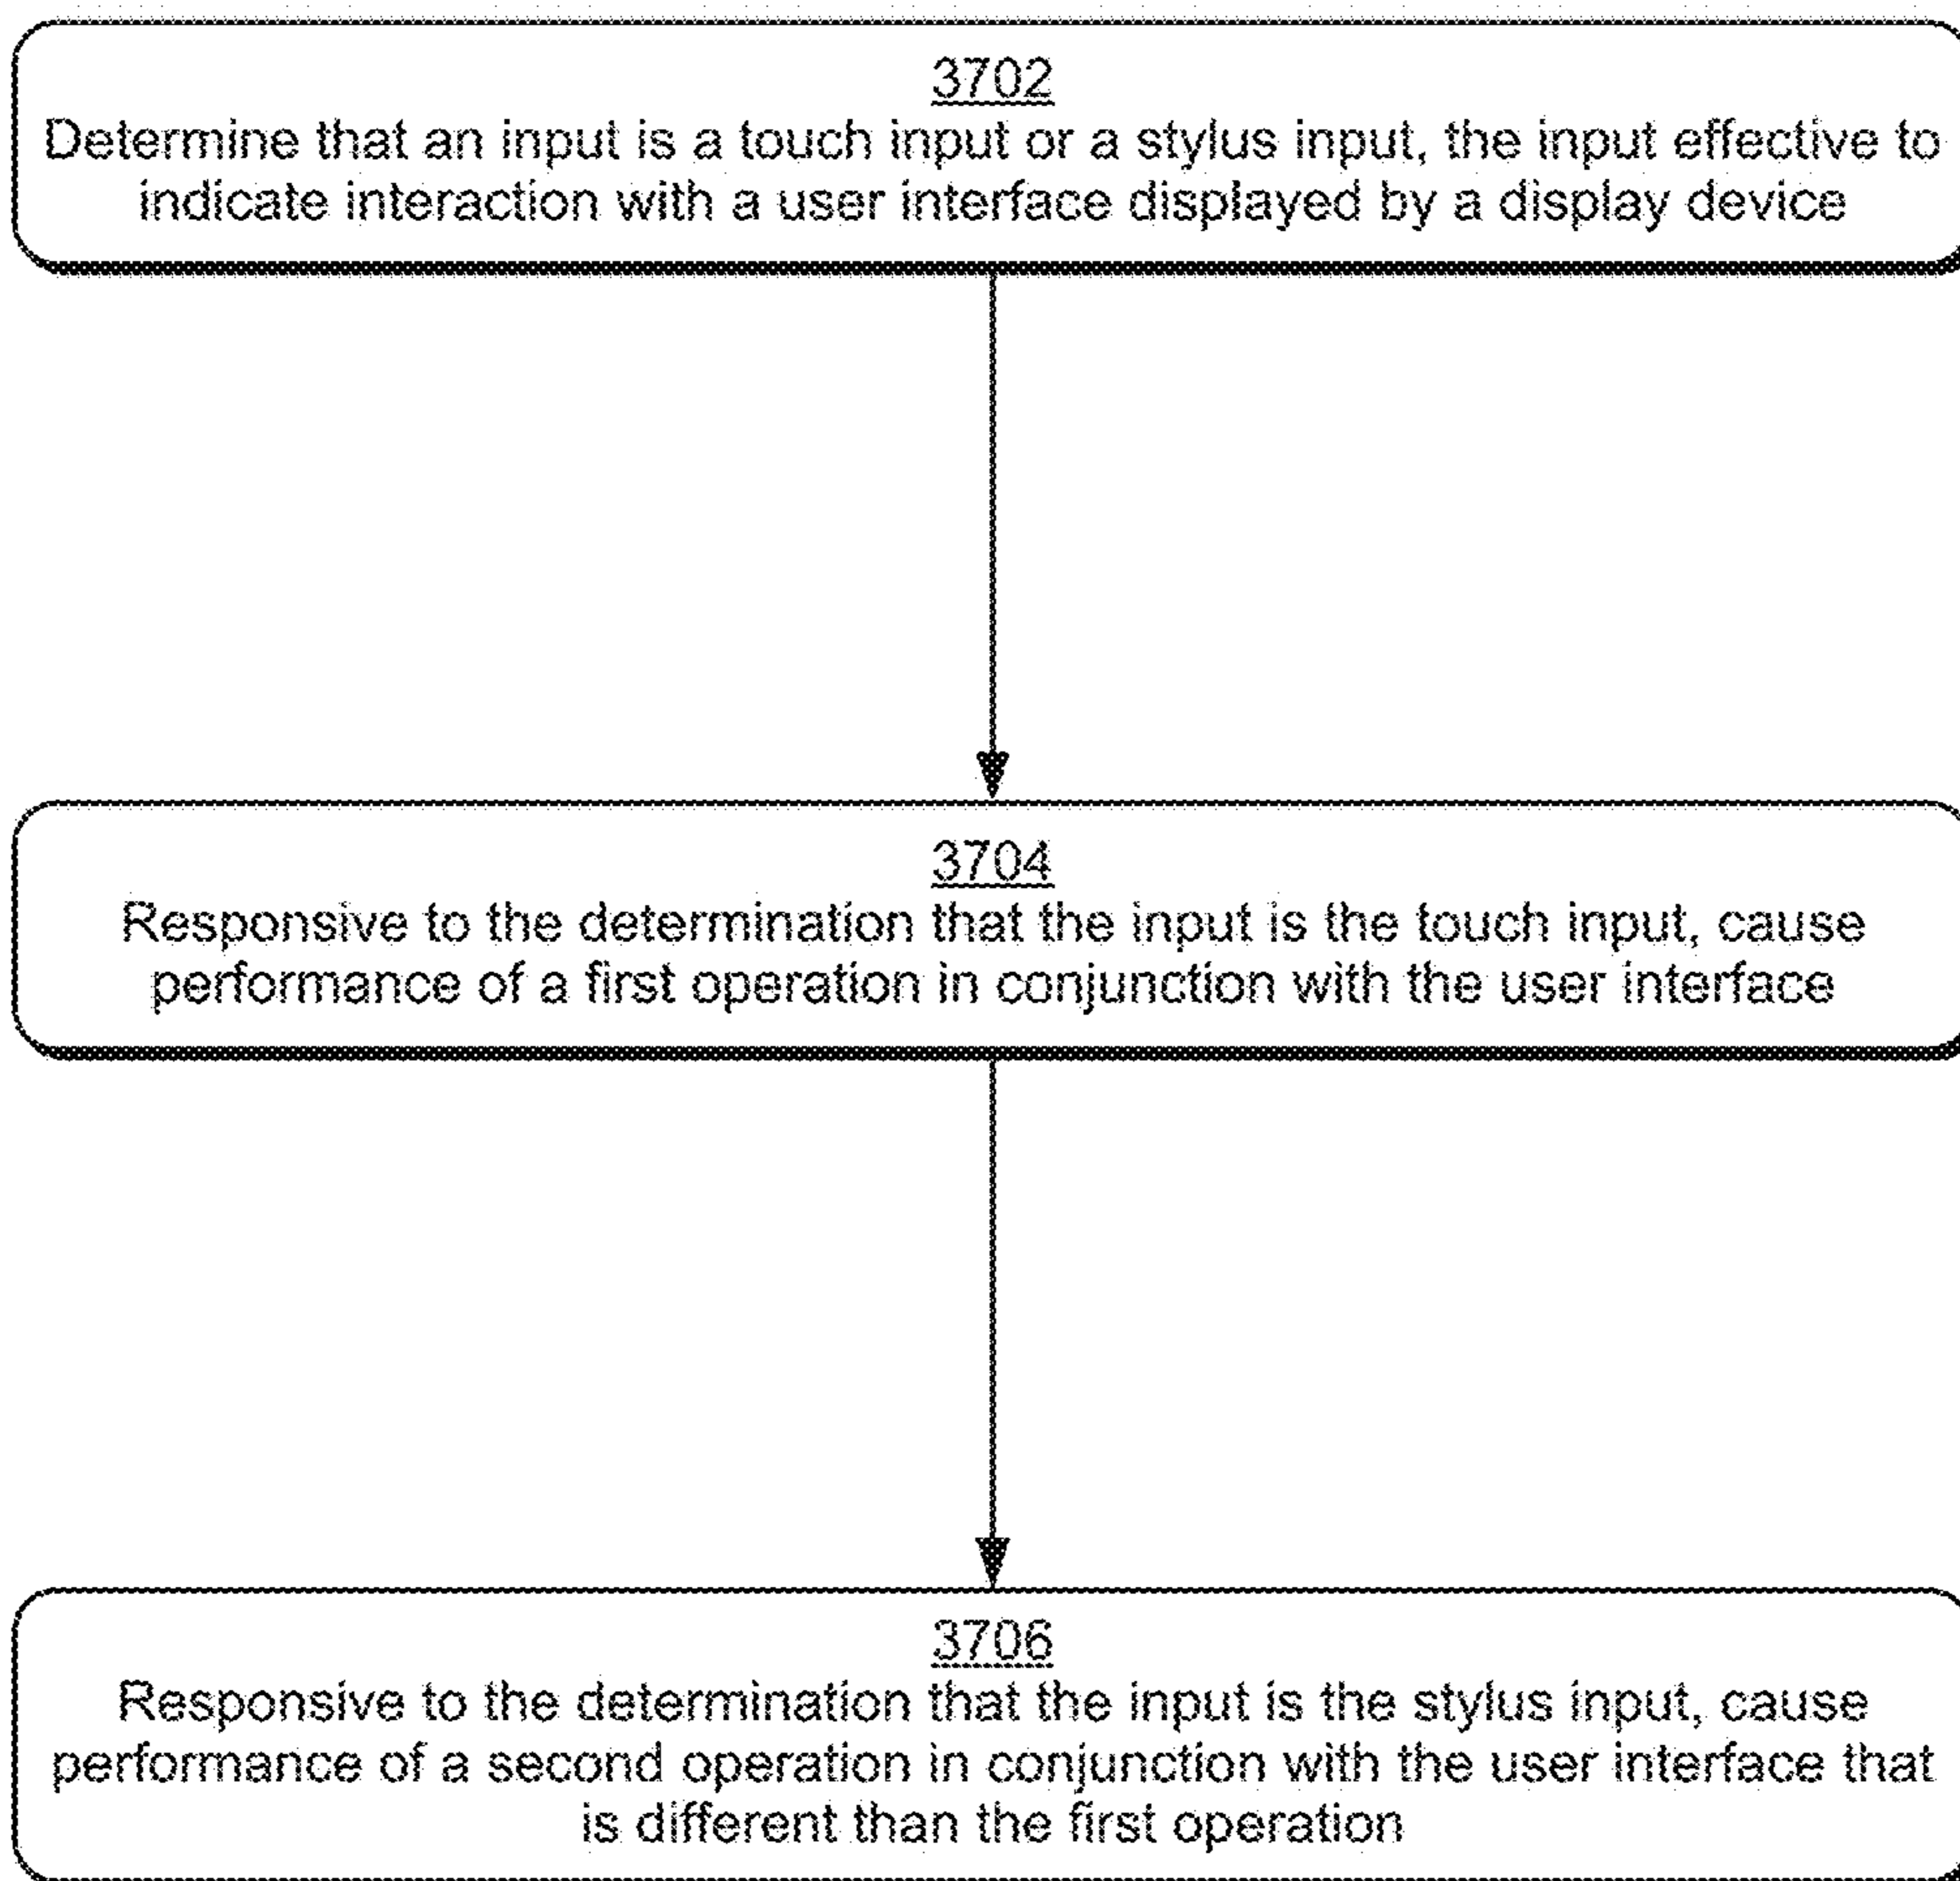 3702
Determine that an input is a touch input or a stylus input, the input effective to
indicate interaction with a user interface displayed by a display device
3704
Responsive to the determination that the input is the touch input, cause
performance of a first operation in conjunction with the user interface
3706
Responsive to the determination that the input is the stylus input, cause
performance of a second operation in conjunction with the user interface that
is different than the first operation